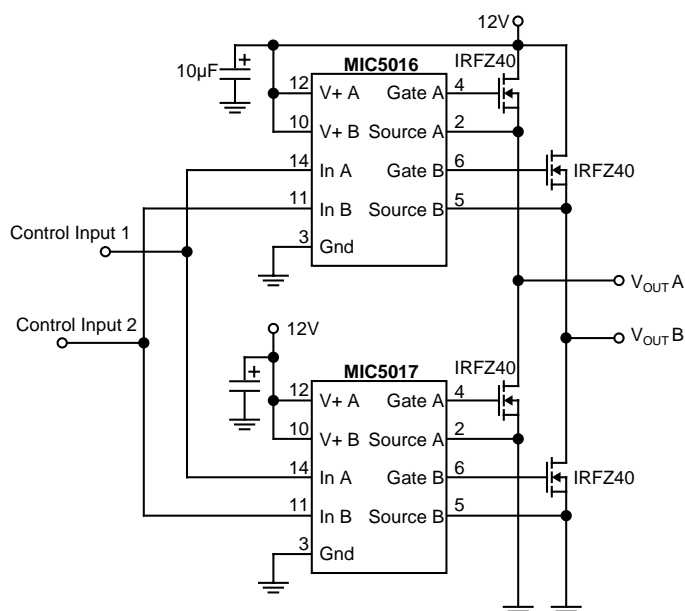 12V
MIC5016
IRFZ40
10µF
+
12 V+ A Gate A 4
10 V+ B Source A 2
14 In A Gate B 6
IRFZ40
11 In B Source B 5
3 Gnd
Control Input 1
VOUT A
Control Input 2
12V
VOUT B
MIC5017
IRFZ40
+
12 V+ A Gate A 4
10 V+ B Source A 2
14 In A Gate B 6
IRFZ40
11 In B Source B 5
3 Gnd